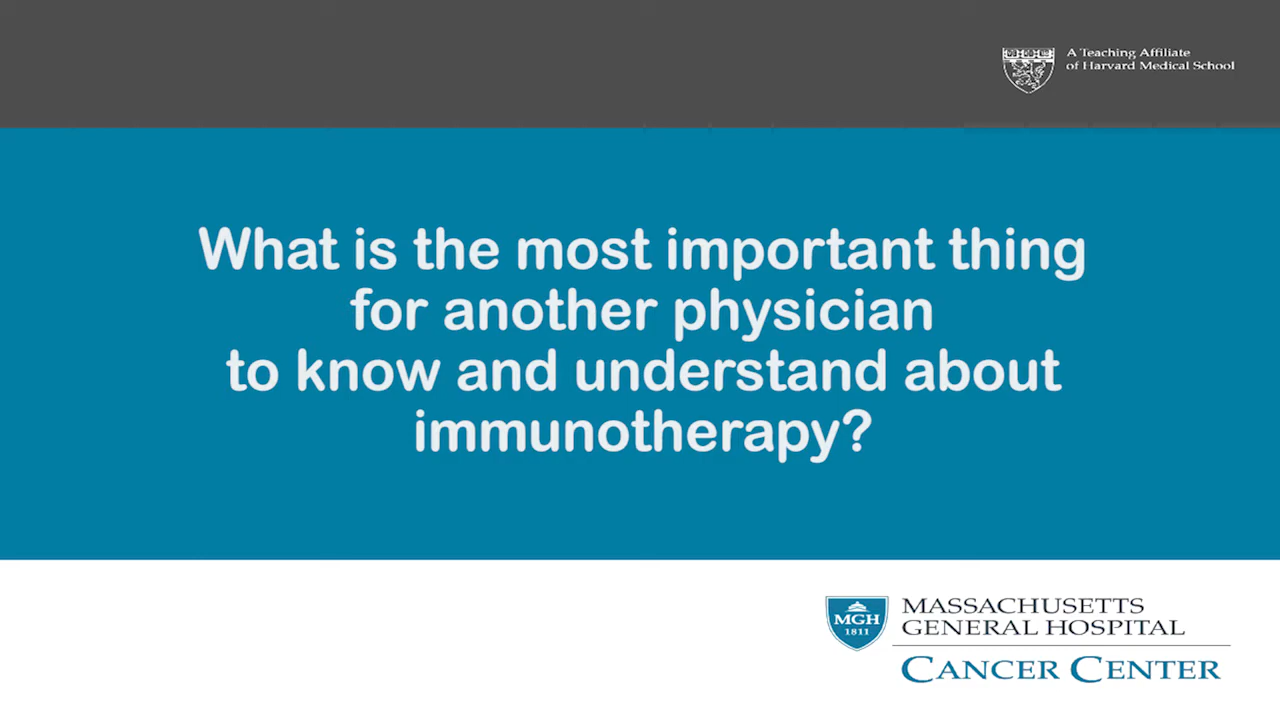 A Teaching Affiliate
of Harvard Medical School
What is the most important thing
for another physician
to know and understand about
immunotherapy?
MGH
1811
MASSACHUSETTS
GENERAL HOSPITAL
CANCER CENTER